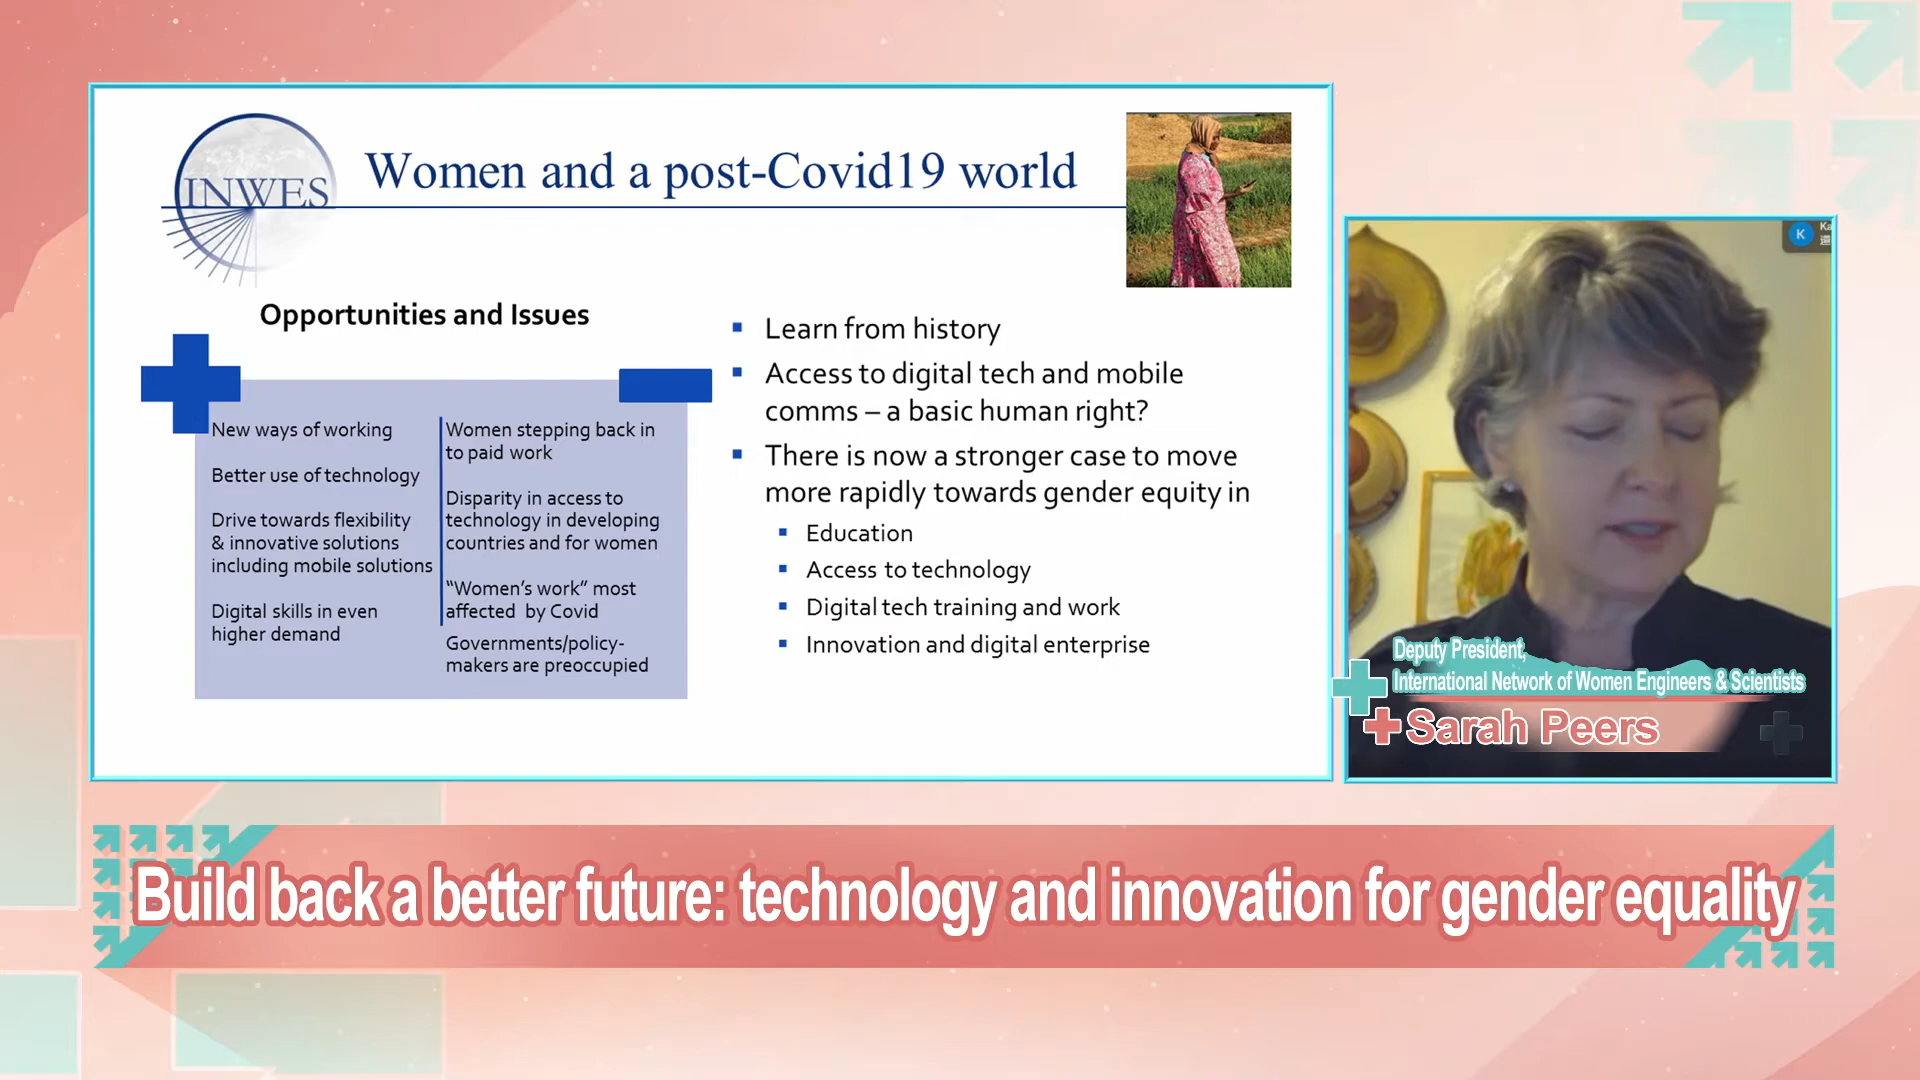 INWES
Women and a post-Covid19 world
Opportunities and Issues
New ways of working
Better use of technology
Drive towards flexibility
& innovative solutions
including mobile solutions
Digital skills in even
higher demand
Women stepping back in
to paid work
Disparity in access to
technology in developing
countries and for women
“Women’s work” most
affected by Covid
Governments/policy-
makers are preoccupied
Learn from history
Access to digital tech and mobile
comms – a basic human right?
There is now a stronger case to move
more rapidly towards gender equity in
Education
Access to technology
Digital tech training and work
Innovation and digital enterprise
K
Deputy President,
International Network of Women Engineers & Scientists
Sarah Peers
Build back a better future: technology and innovation for gender equality